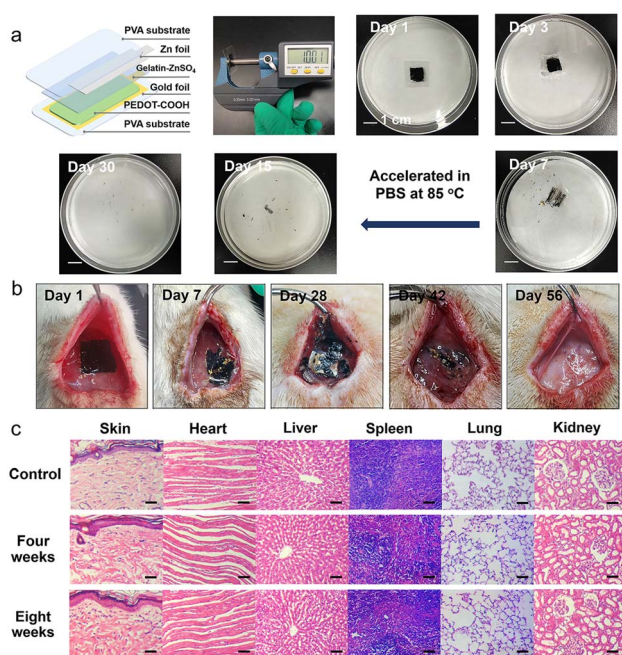 a
PVA substrate
Zn foil
Gelatin-ZnSO₄
Gold foil
PEDOT-COOH
PVA substrate
Day 1
1 cm
Day 3
Day 30
Day 15
Accelerated in
PBS at 85 °C
Day 7
b
Day 1
Day 7
Day 28
Day 42
Day 56
c
Skin
Heart
Liver
Spleen
Lung
Kidney
Control
Four
weeks
Eight
weeks